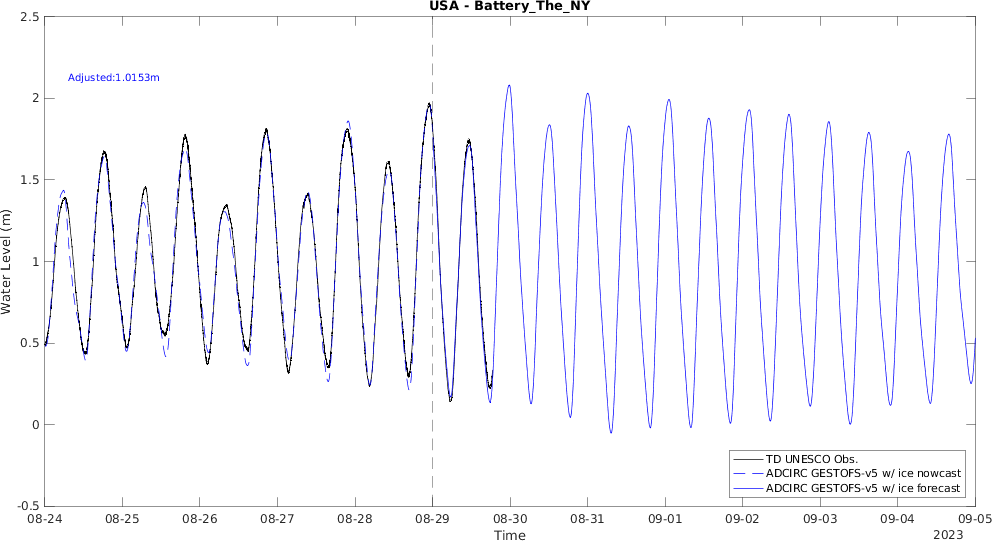 USA - Battery_The_NY
2.5
Adjusted:1.0153m
2
1.5
1
0.5
0
-0.5
Water Level (m)
TD UNESCO Obs.
ADCIRC GESTOFS-v5 w/ ice nowcast
ADCIRC GESTOFS-v5 w/ ice forecast
08-24 08-25 08-26 08-27 08-28 08-29 08-30 08-31 09-01 09-02 09-03 09-04 09-05
Time
2023